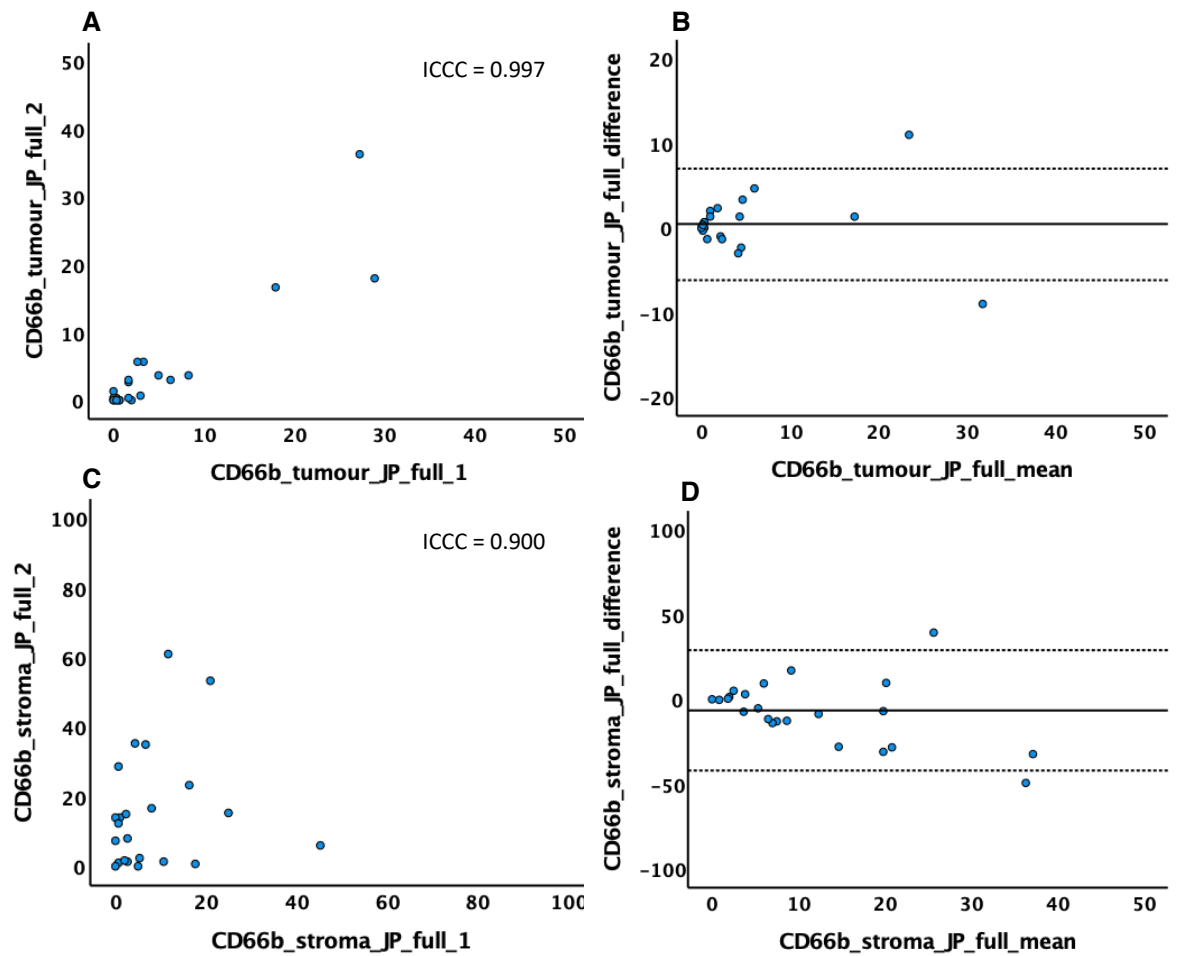 A
ICCC = 0.997
50
40
30
20
10
0
CD66b_tumour_JP_full_2
0 10 20 30 40 50
CD66b_tumour_JP_full_1
B
20
10
0
−10
−20
CD66b_tumour_JP_full_difference
0 10 20 30 40 50
CD66b_tumour_JP_full_mean
C
ICCC = 0.900
100
80
60
40
20
0
CD66b_stroma_JP_full_2
0 20 40 60 80 100
CD66b_stroma_JP_full_1
D
100
50
0
−50
−100
CD66b_stroma_JP_full_difference
0 10 20 30 40 50
CD66b_stroma_JP_full_mean